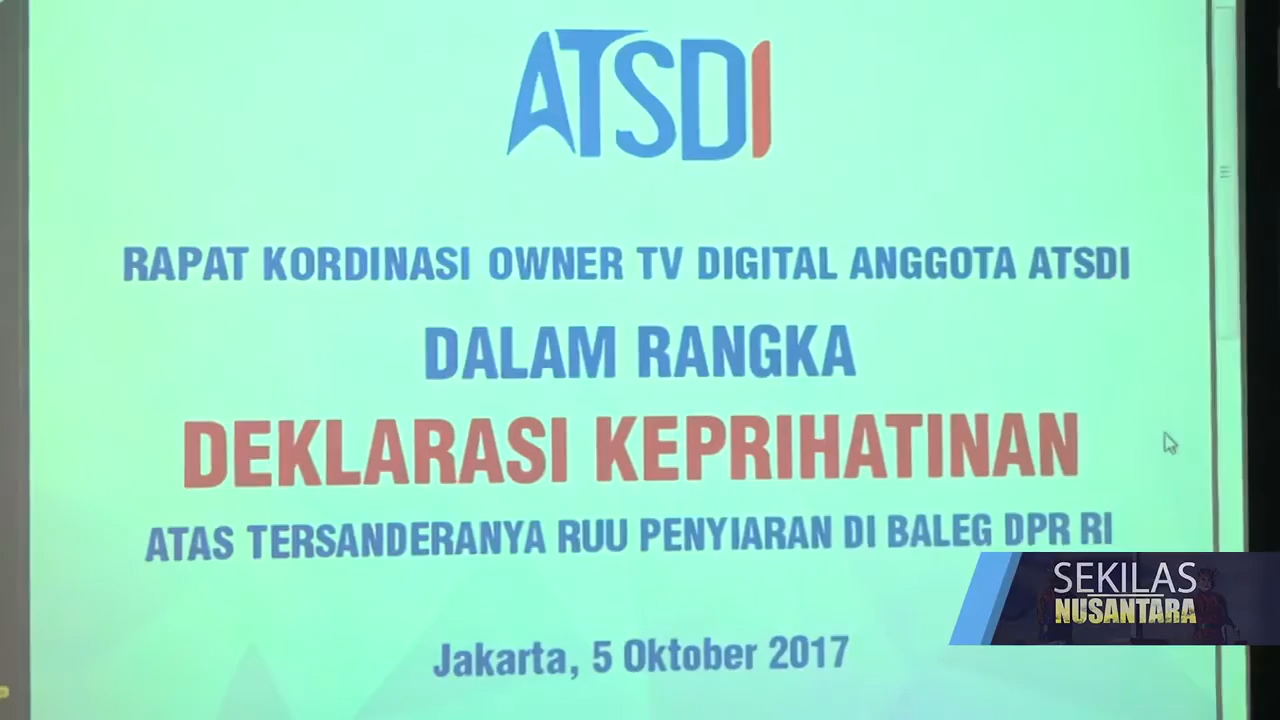 ATSDI
RAPAT KORDINASI OWNER TV DIGITAL ANGGOTA ATSDI
DALAM RANGKA
DEKLARASI KEPRIHATINAN
ATAS TERSANDERANYA RUU PENYIARAN DI BALEG DPR RI
Jakarta, 5 Oktober 2017
SEKILAS
NUSANTARA